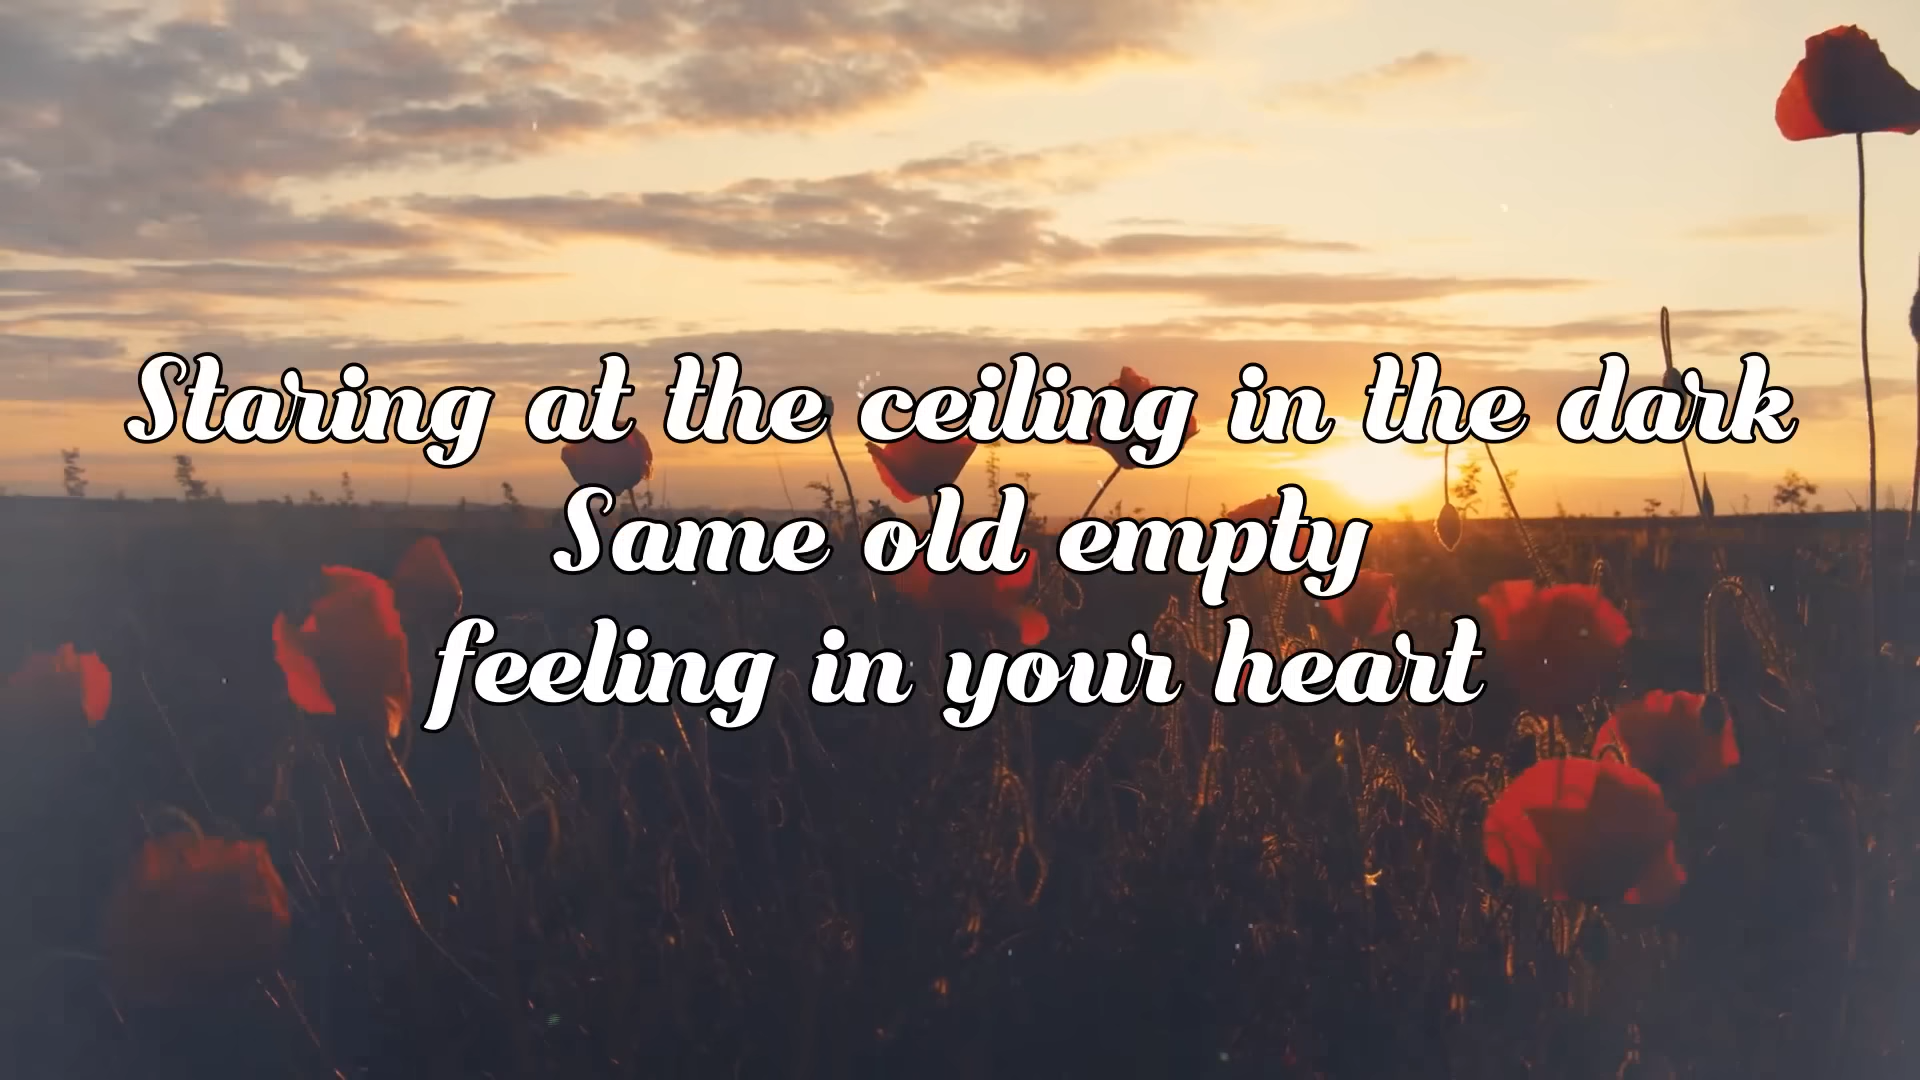 Staring at the ceiling in the dark
Same old empty
feeling in your heart